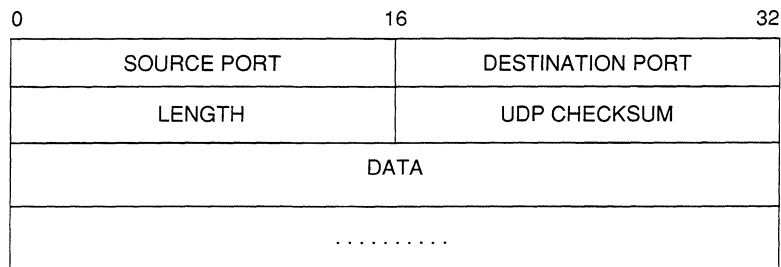 0 16 32
SOURCE PORT DESTINATION PORT
LENGTH UDP CHECKSUM
DATA
. . . . . . . . . .